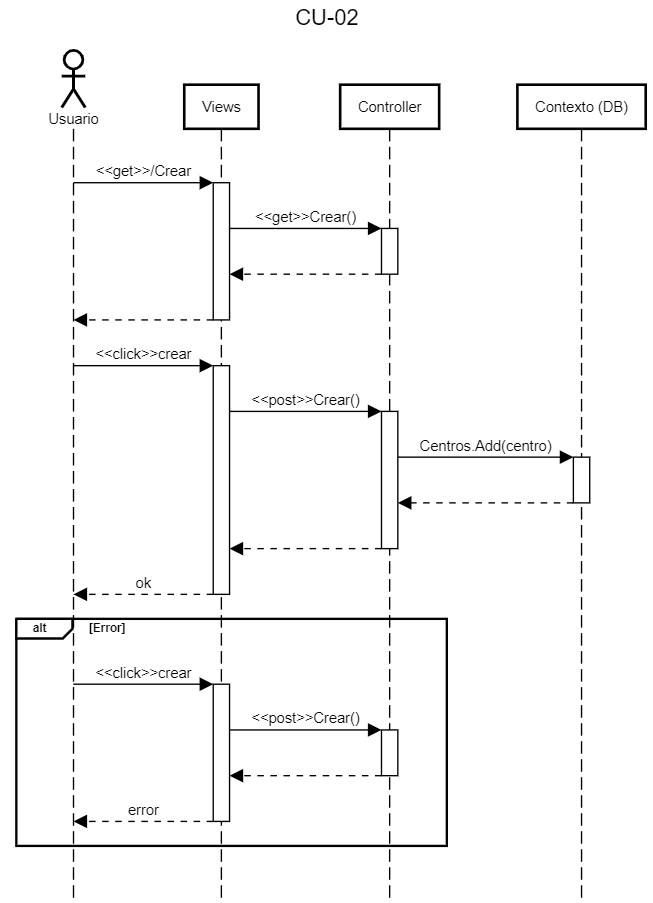 CU-02
Usuario
Views
Controller
Contexto (DB)
<<get>>/Crear
<<get>>Crear()
<<click>>crear
<<post>>Crear()
Centros.Add(centro)
ok
alt
[Error]
<<click>>crear
<<post>>Crear()
error